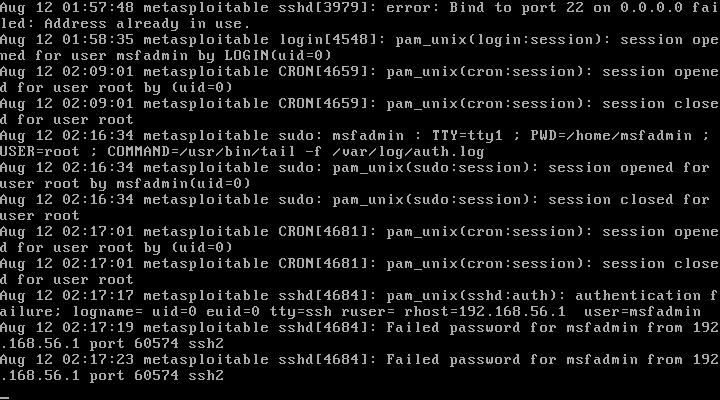 Aug 12 01:57:48 metasploitable sshd[3979]: error: Bind to port 22 on 0.0.0.0 fai
led: Address already in use.
Aug 12 01:58:35 metasploitable login[4548]: pam_unix(login:session): session ope
ned for user msfadmin by LOGIN(uid=0)
Aug 12 02:09:01 metasploitable CRON[4659]: pam_unix(cron:session): session opene
d for user root by (uid=0)
Aug 12 02:09:01 metasploitable CRON[4659]: pam_unix(cron:session): session close
d for user root
Aug 12 02:16:34 metasploitable sudo: msfadmin : TTY=tty1 ; PWD=/home/msfadmin ;
USER=root ; COMMAND=/usr/bin/tail -f /var/log/auth.log
Aug 12 02:16:34 metasploitable sudo: pam_unix(sudo:session): session opened for
user root by msfadmin(uid=0)
Aug 12 02:16:34 metasploitable sudo: pam_unix(sudo:session): session closed for
user root
Aug 12 02:17:01 metasploitable CRON[4681]: pam_unix(cron:session): session opene
d for user root by (uid=0)
Aug 12 02:17:01 metasploitable CRON[4681]: pam_unix(cron:session): session close
d for user root
Aug 12 02:17:17 metasploitable sshd[4684]: pam_unix(sshd:auth): authentication f
ailure; logname= uid=0 euid=0 tty=ssh ruser= rhost=192.168.56.1  user=msfadmin
Aug 12 02:17:19 metasploitable sshd[4684]: Failed password for msfadmin from 192
.168.56.1 port 60574 ssh2
Aug 12 02:17:23 metasploitable sshd[4684]: Failed password for msfadmin from 192
.168.56.1 port 60574 ssh2